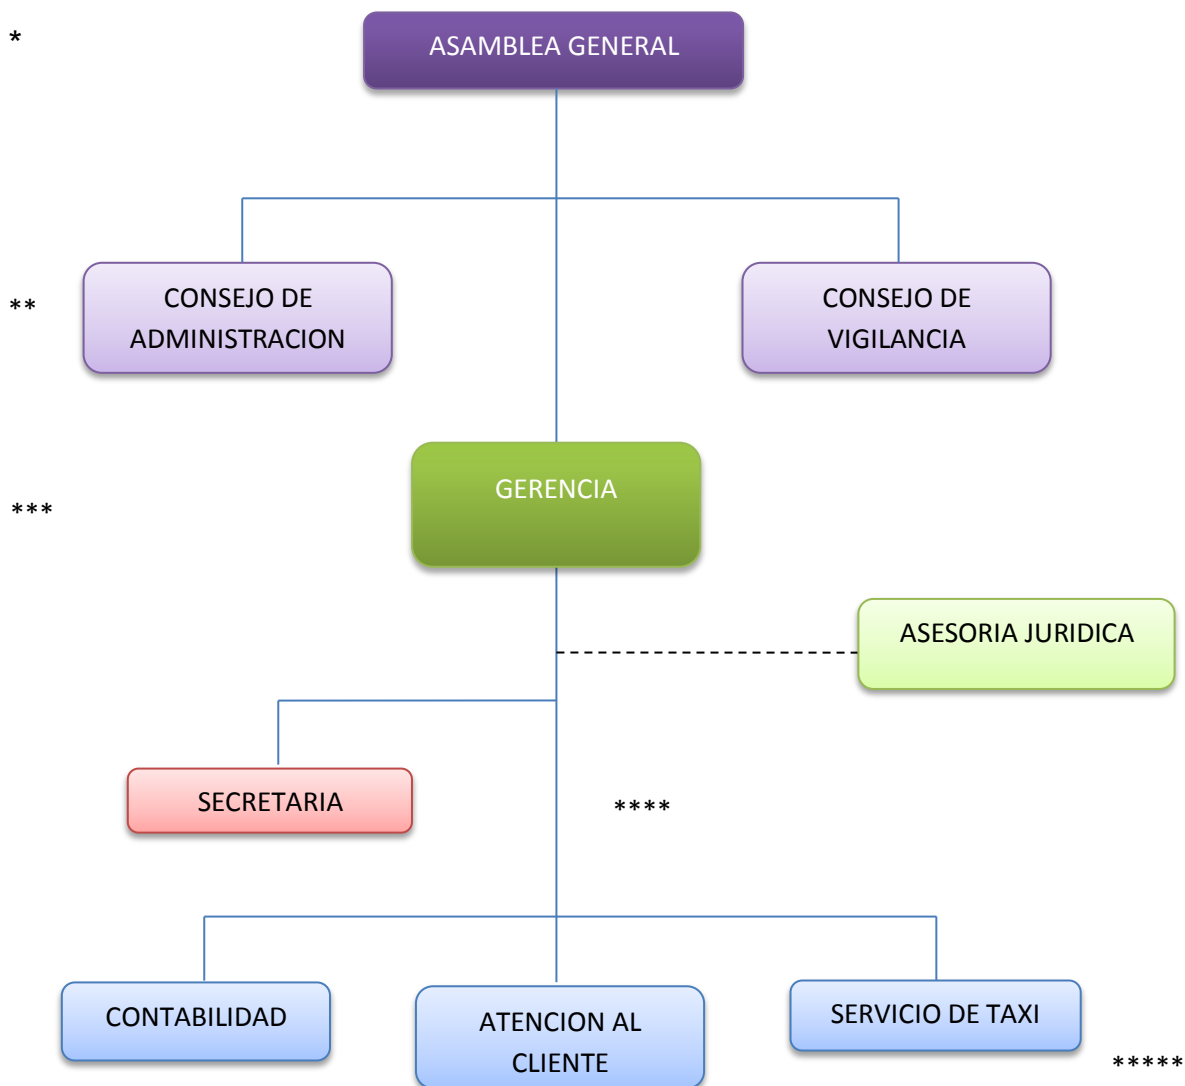 *
ASAMBLEA GENERAL
**
CONSEJO DE
ADMINISTRACION
CONSEJO DE
VIGILANCIA
***
GERENCIA
ASESORIA JURIDICA
SECRETARIA
****
CONTABILIDAD
ATENCION AL
CLIENTE
SERVICIO DE TAXI
*****